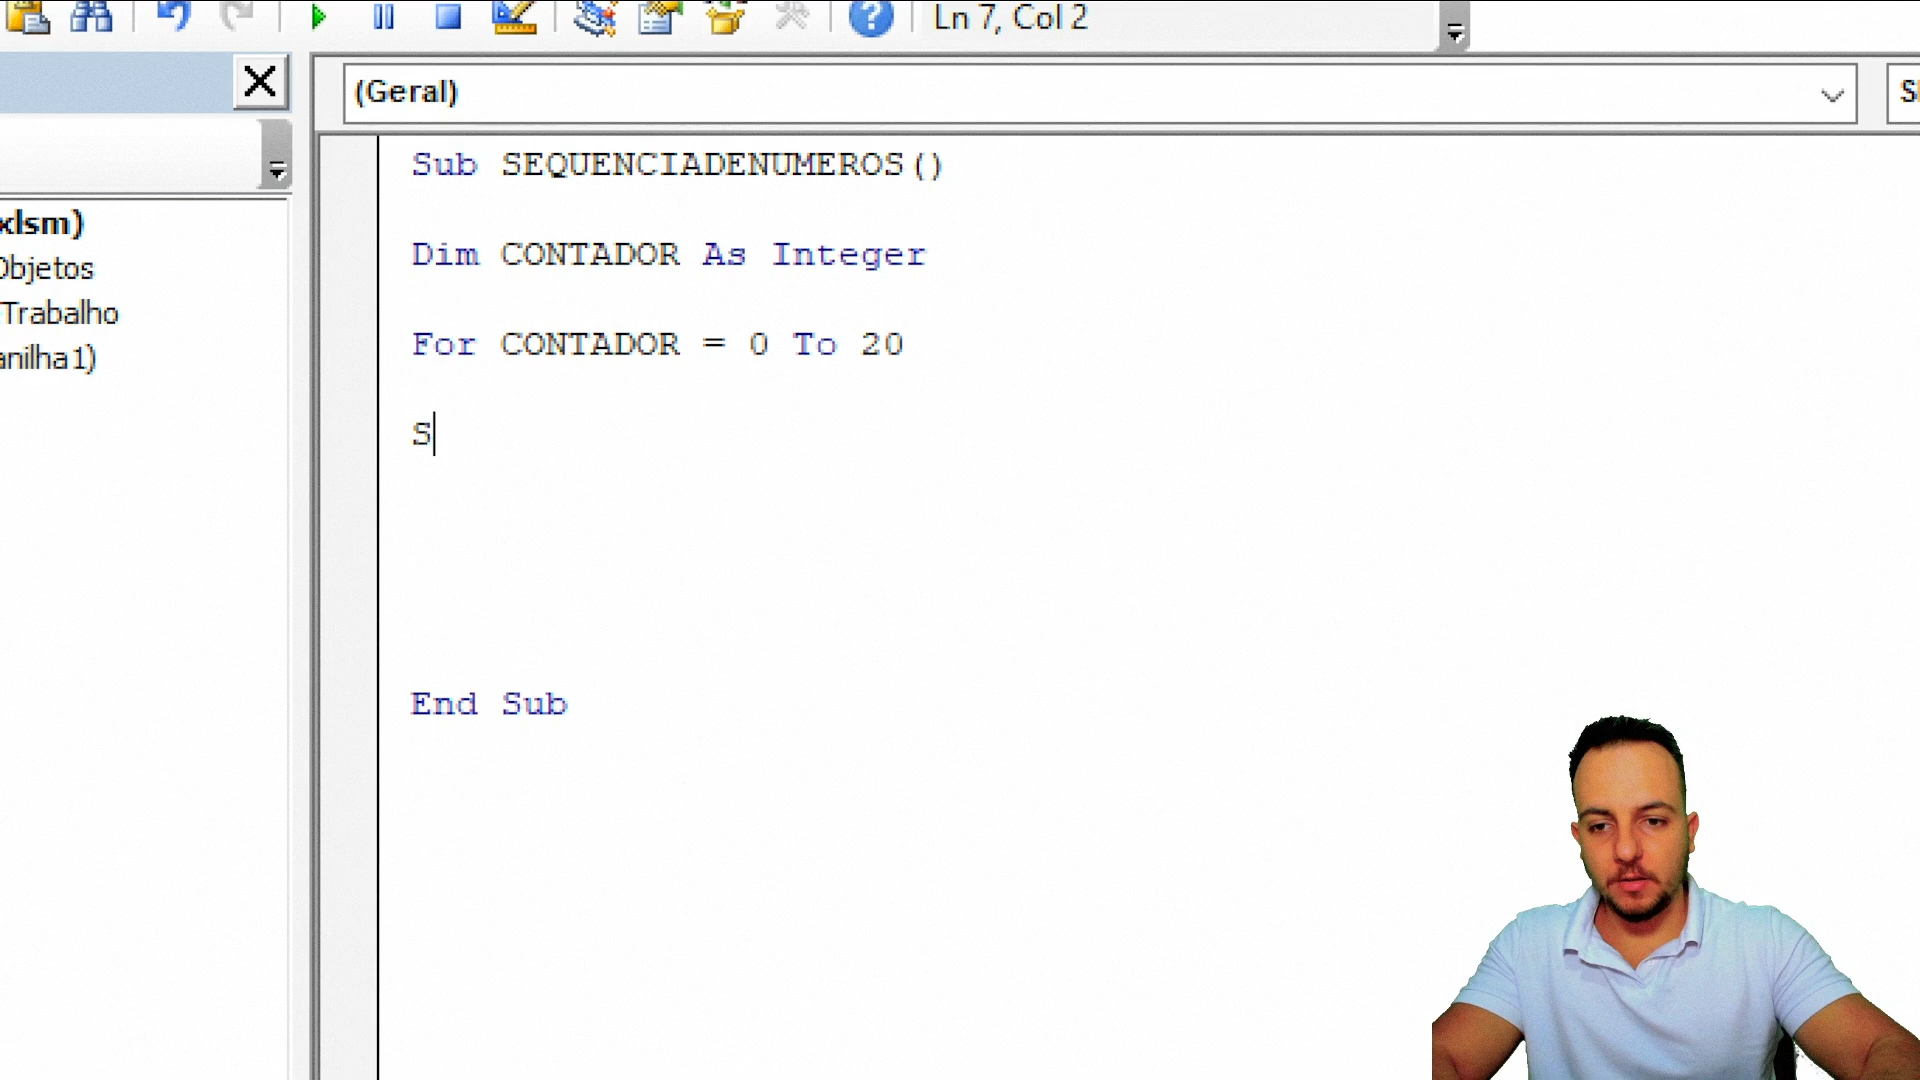 Ln 7, Col 2
(Geral)
xlsm)
Objetos
Trabalho
anilha1)
Sub SEQUENCIADENUMEROS()
Dim CONTADOR As Integer
For CONTADOR = 0 To 20
S
End Sub